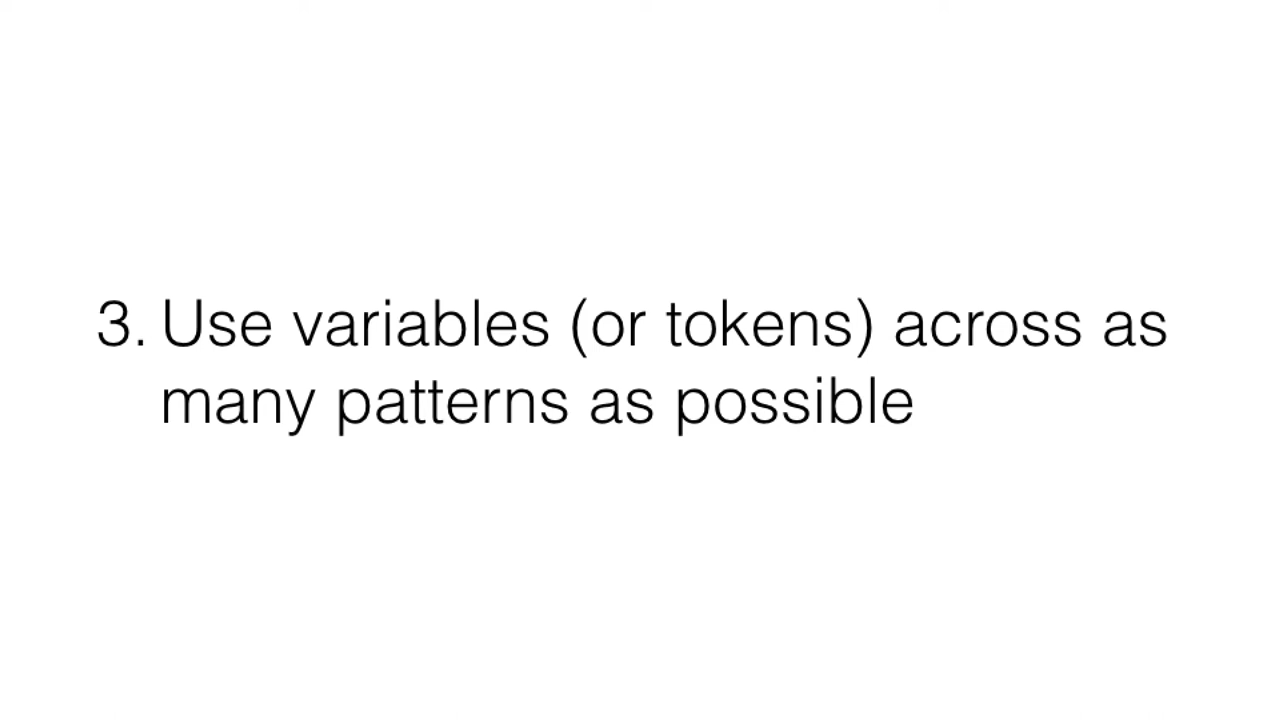 3. Use variables (or tokens) across as
many patterns as possible